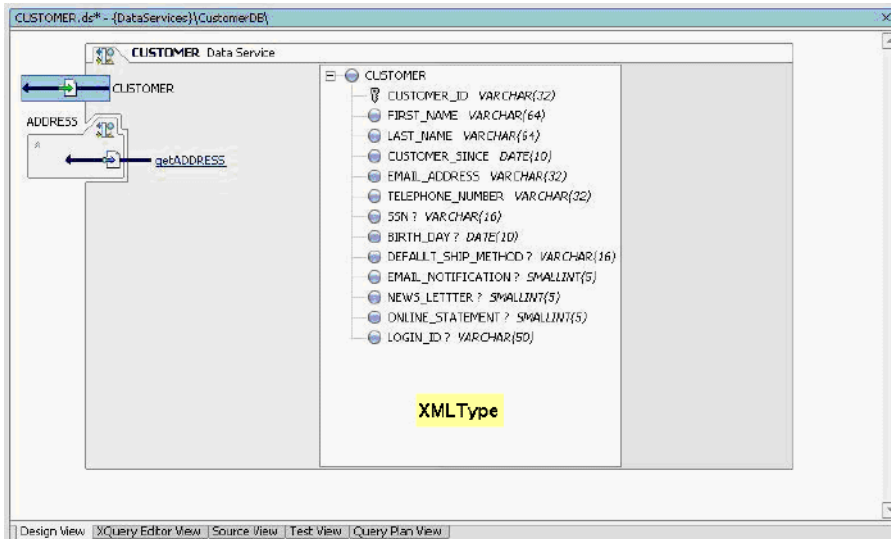 CUSTOMER.ds* - {DataServices}\CustomerDB\
CUSTOMER Data Service
CUSTOMER
CUSTOMER
CUSTOMER_ID VARCHAR(32)
FIRST_NAME VARCHAR(64)
LAST_NAME VARCHAR(64)
CUSTOMER_SINCE DATE(10)
EMAIL_ADDRESS VARCHAR(32)
TELEPHONE_NUMBER VARCHAR(32)
SSN ? VARCHAR(16)
BIRTH_DAY ? DATE(10)
DEFAULT_SHIP_METHOD ? VARCHAR(16)
EMAIL_NOTIFICATION ? SMALLINT(5)
NEWS_LETTTER ? SMALLINT(5)
ONLINE_STATEMENT ? SMALLINT(5)
LOGIN_ID ? VARCHAR(50)
ADDRESS
getADDRESS
XMLType
Design View XQuery Editor View Source View Test View Query Plan View